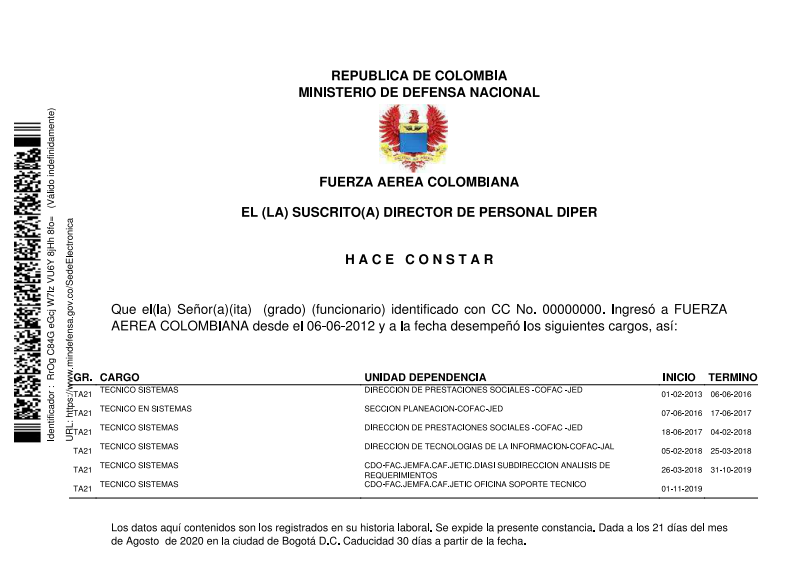 REPUBLICA DE COLOMBIA
MINISTERIO DE DEFENSA NACIONAL
FUERZA AEREA COLOMBIANA
EL (LA) SUSCRITO(A) DIRECTOR DE PERSONAL DIPER
HACE CONSTAR
Que el(la) Señor(a)(ita) (grado) (funcionario) identificado con CC No. 00000000. Ingresó a FUERZA
AEREA COLOMBIANA desde el 06-06-2012 y a la fecha desempeñó los siguientes cargos, así:
GR. CARGO UNIDAD DEPENDENCIA INICIO TERMINO
TA21 TECNICO SISTEMAS DIRECCION DE PRESTACIONES SOCIALES -COFAC -JED 01-02-2013 06-06-2016
TA21 TECNICO EN SISTEMAS SECCION PLANEACION-COFAC-JED 07-06-2016 17-06-2017
TA21 TECNICO SISTEMAS DIRECCION DE PRESTACIONES SOCIALES -COFAC -JED 18-06-2017 04-02-2018
TA21 TECNICO SISTEMAS DIRECCION DE TECNOLOGIAS DE LA INFORMACION-COFAC-JAL 05-02-2018 25-03-2018
TA21 TECNICO SISTEMAS CDO-FAC.JEMFA.CAF.JETIC.DIASI SUBDIRECCION ANALISIS DE
REQUERIMIENTOS 26-03-2018 31-10-2019
TA21 TECNICO SISTEMAS CDO-FAC.JEMFA.CAF.JETIC OFICINA SOPORTE TECNICO 01-11-2019
Los datos aquí contenidos son los registrados en su historia laboral. Se expide la presente constancia. Dada a los 21 días del mes
de Agosto de 2020 en la ciudad de Bogotá D.C. Caducidad 30 días a partir de la fecha.
Identificador : RrOg C84G eGcj W7Iz VU6Y 8jHh 8fo= (Válido indefinidamente)
URL: https://www.mindefensa.gov.co/SedeElectronica